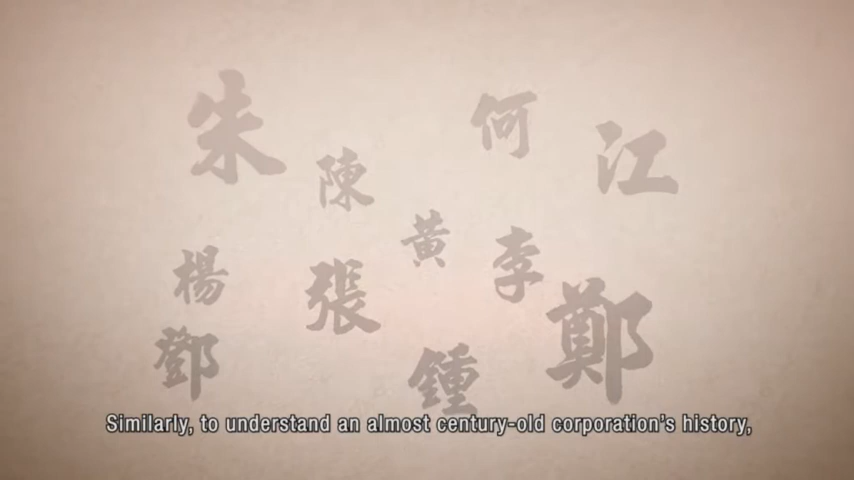 朱
何
江
陳
黃
李
楊
張
鄭
鄧
鍾
Similarly, to understand an almost century-old corporation's history,